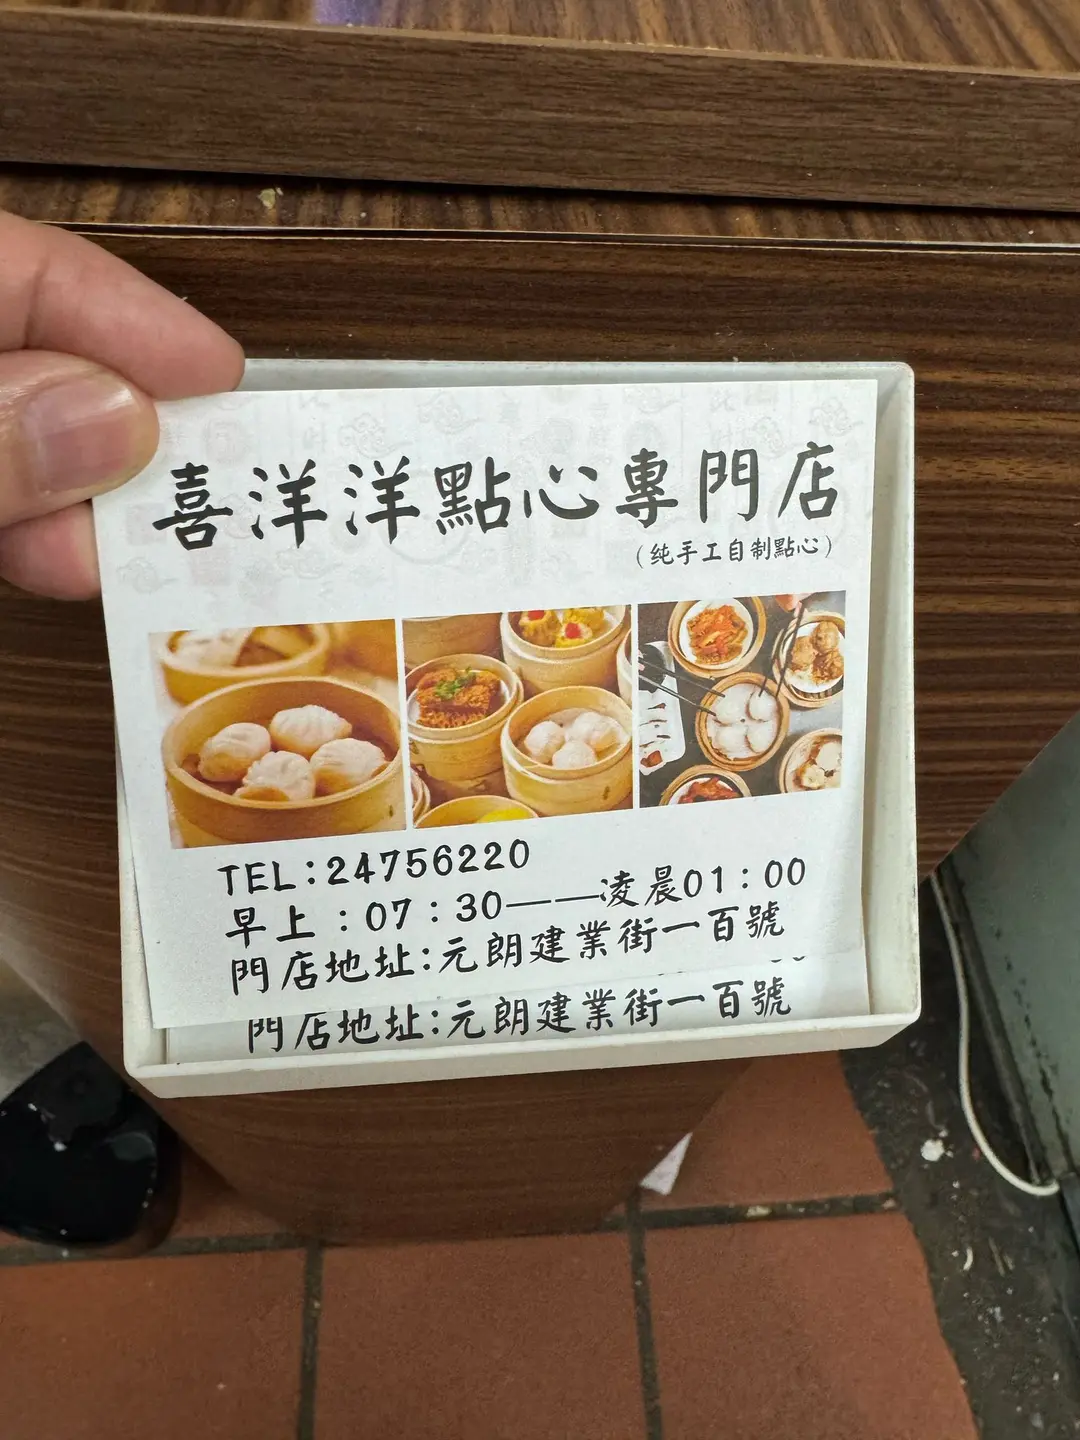 喜洋洋點心專門店
（纯手工自制點心）
TEL:24756220
早上：07：30——凌晨01：00
門店地址:元朗建業街一百號
門店地址:元朗建業街一百號